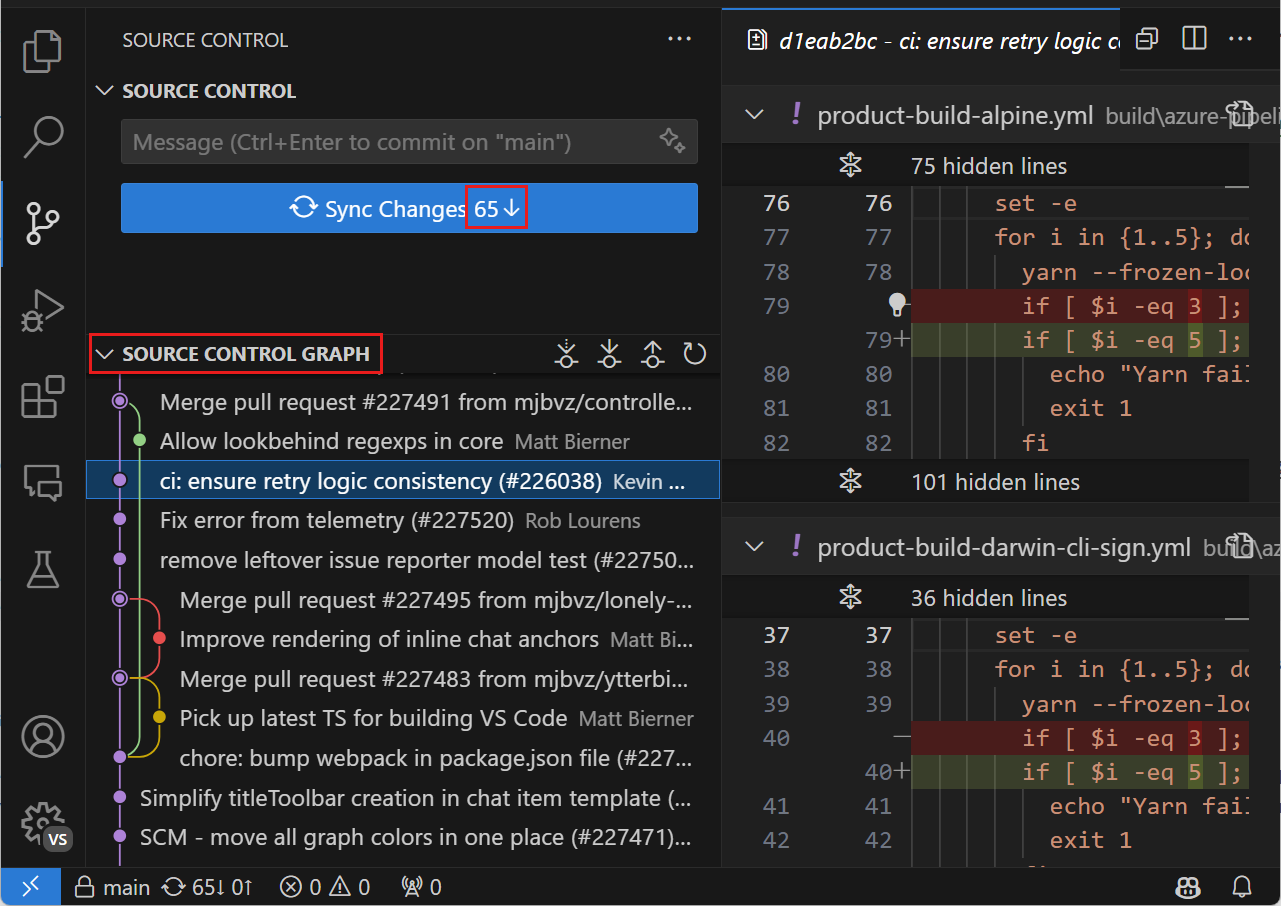 SOURCE CONTROL
SOURCE CONTROL
Message (Ctrl+Enter to commit on "main")
Sync Changes 65↓
SOURCE CONTROL GRAPH
Merge pull request #227491 from mjbvz/controlle...
Allow lookbehind regexps in core Matt Bierner
ci: ensure retry logic consistency (#226038) Kevin ...
Fix error from telemetry (#227520) Rob Lourens
remove leftover issue reporter model test (#22750...
Merge pull request #227495 from mjbvz/lonely-...
Improve rendering of inline chat anchors Matt Bi...
Merge pull request #227483 from mjbvz/ytterbi...
Pick up latest TS for building VS Code Matt Bierner
chore: bump webpack in package.json file (#227...
Simplify titleToolbar creation in chat item template (...
SCM - move all graph colors in one place (#227471)...
d1eab2bc - ci: ensure retry logic c
! product-build-alpine.yml build\azure-pipeli
75 hidden lines
76 76 set -e
77 77 for i in {1..5}; do
78 78 yarn --frozen-loc
79 if [ $i -eq 3 ];
79+ if [ $i -eq 5 ];
80 80 echo "Yarn fail
81 81 exit 1
82 82 fi
101 hidden lines
! product-build-darwin-cli-sign.yml build\az
36 hidden lines
37 37 set -e
38 38 for i in {1..5}; do
39 39 yarn --frozen-loc
40 — if [ $i -eq 3 ];
40+ if [ $i -eq 5 ];
41 41 echo "Yarn fail
42 42 exit 1
VS
main 65↓ 0↑ 0 0 0